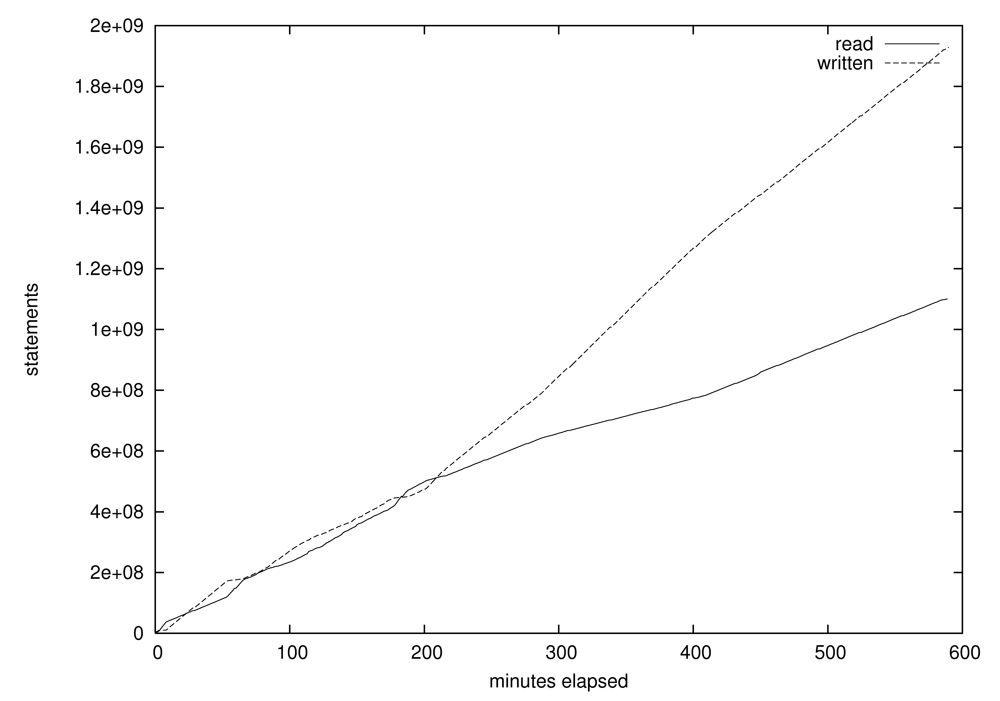 2e+09
1.8e+09
1.6e+09
1.4e+09
1.2e+09
1e+09
8e+08
6e+08
4e+08
2e+08
0
statements
read
written
0 100 200 300 400 500 600
minutes elapsed